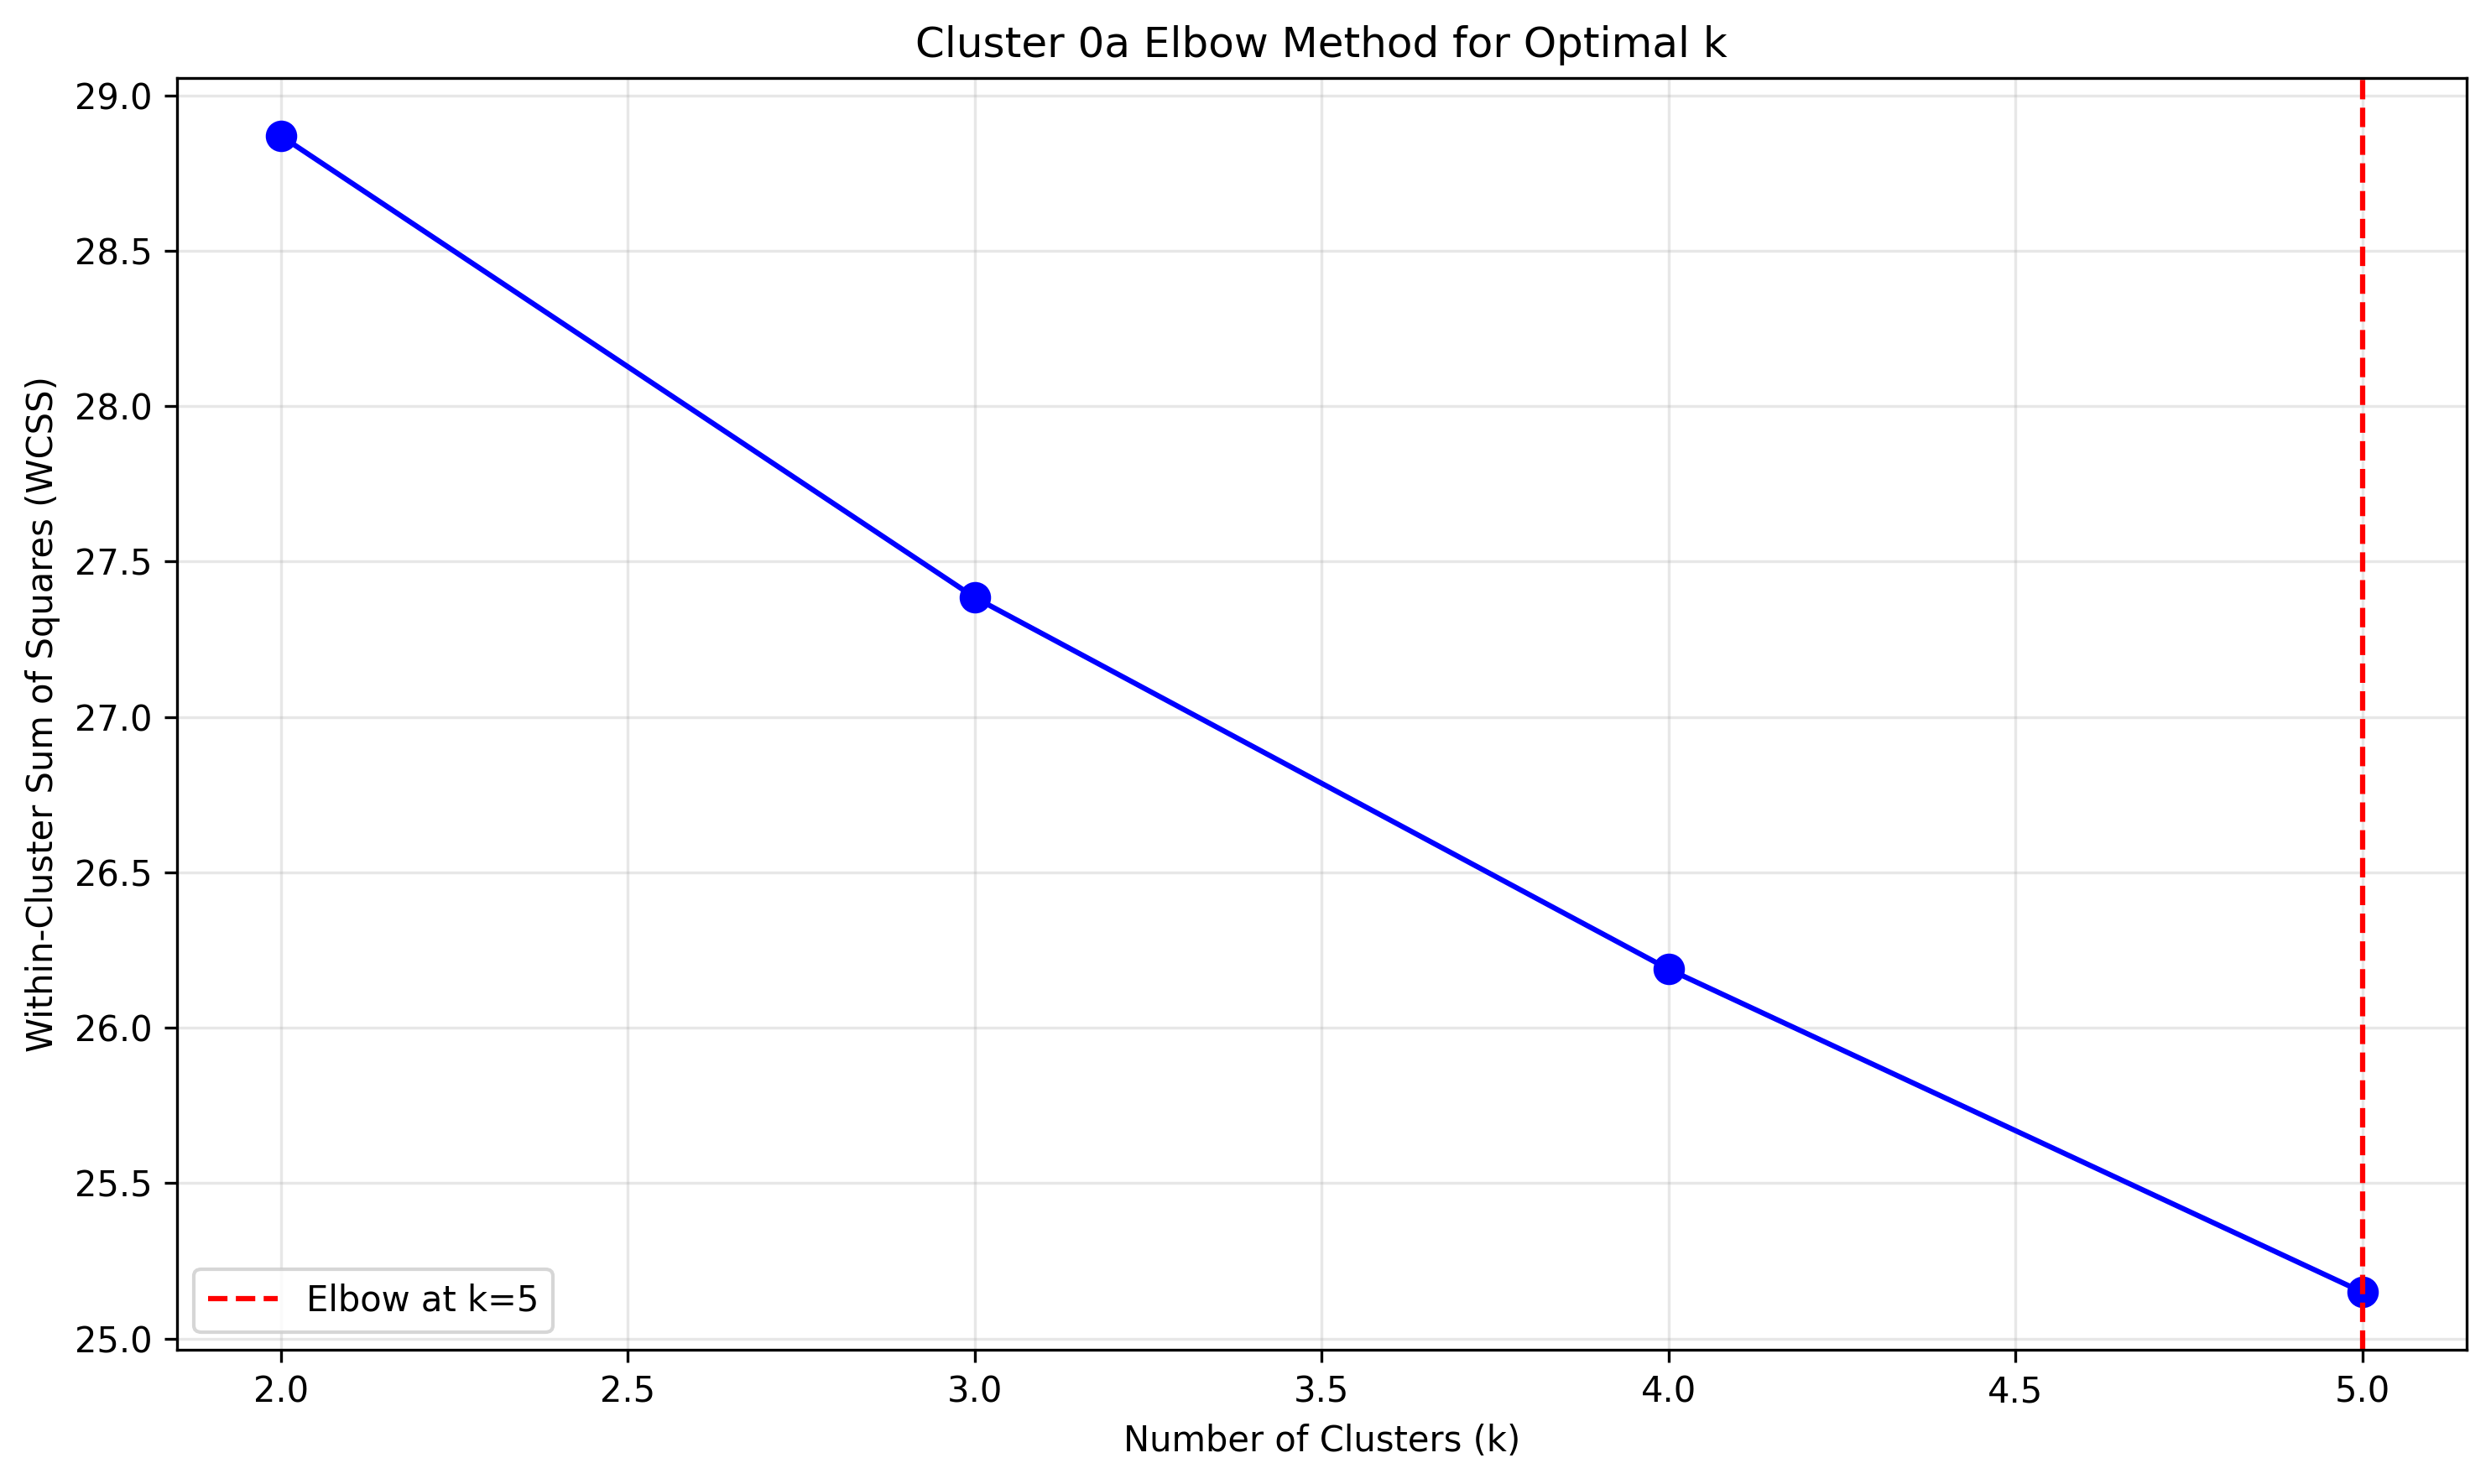 Cluster 0a Elbow Method for Optimal k
Within-Cluster Sum of Squares (WCSS)
29.0
28.5
28.0
27.5
27.0
26.5
26.0
25.5
25.0
Elbow at k=5
2.0 2.5 3.0 3.5 4.0 4.5 5.0
Number of Clusters (k)